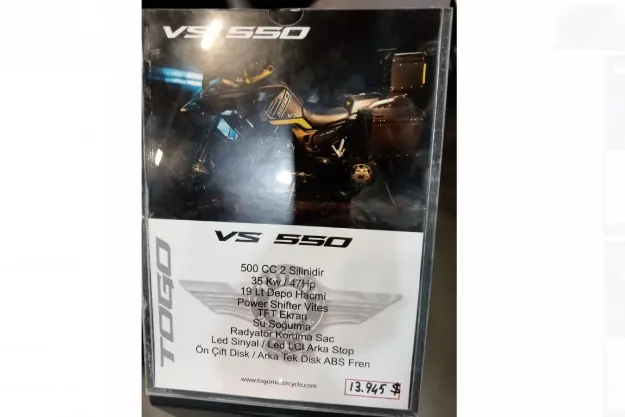 VS 550
VS 550
TOGO
500 CC 2 Silinidir
35 Kw / 47Hp
19 Lt Depo Hacmi
Power Shifter Vites
TFT Ekran
Su Soğutma
Radyatör Koruma Sac
Led Sinyal / Led LCI Arka Stop
Ön Çift Disk / Arka Tek Disk ABS Fren
www.togomotorcycle.com
13.945 $